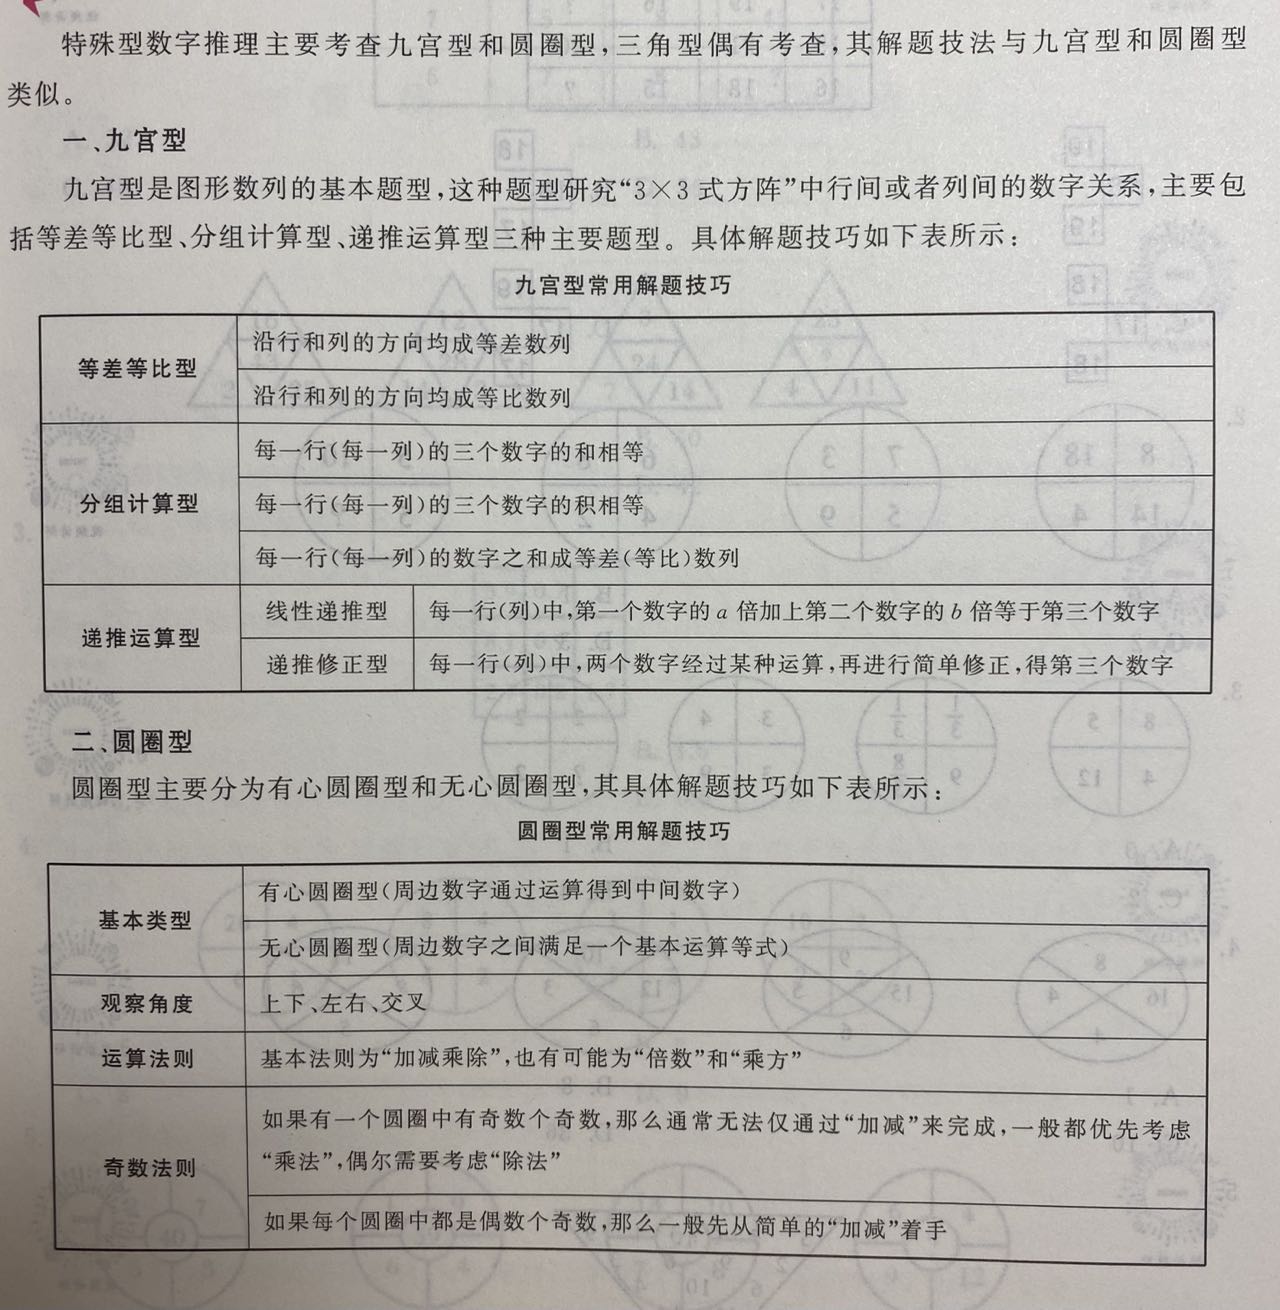 特殊型数字推理主要考查九宫型和圆圈型,三角型偶有考查,其解题技法与九宫型和圆圈型
类似。
一、九宫型
九宫型是图形数列的基本题型,这种题型研究“3×3式方阵”中行间或者列间的数字关系,主要包
括等差等比型、分组计算型、递推运算型三种主要题型。具体解题技巧如下表所示:
九宫型常用解题技巧
等差等比型
沿行和列的方向均成等差数列
沿行和列的方向均成等比数列
分组计算型
每一行(每一列)的三个数字的和相等
每一行(每一列)的三个数字的积相等
每一行(每一列)的数字之和成等差(等比)数列
递推运算型
线性递推型 每一行(列)中,第一个数字的a倍加上第二个数字的b倍等于第三个数字
递推修正型 每一行(列)中,两个数字经过某种运算,再进行简单修正,得第三个数字
二、圆圈型
圆圈型主要分为有心圆圈型和无心圆圈型,其具体解题技巧如下表所示:
圆圈型常用解题技巧
基本类型
有心圆圈型(周边数字通过运算得到中间数字)
无心圆圈型(周边数字之间满足一个基本运算等式)
观察角度 上下、左右、交叉
运算法则 基本法则为“加减乘除”,也有可能为“倍数”和“乘方”
奇数法则
如果有一个圆圈中有奇数个奇数,那么通常无法仅通过“加减”来完成,一般都优先考虑
“乘法”,偶尔需要考虑“除法”
如果每个圆圈中都是偶数个奇数,那么一般先从简单的“加减”着手